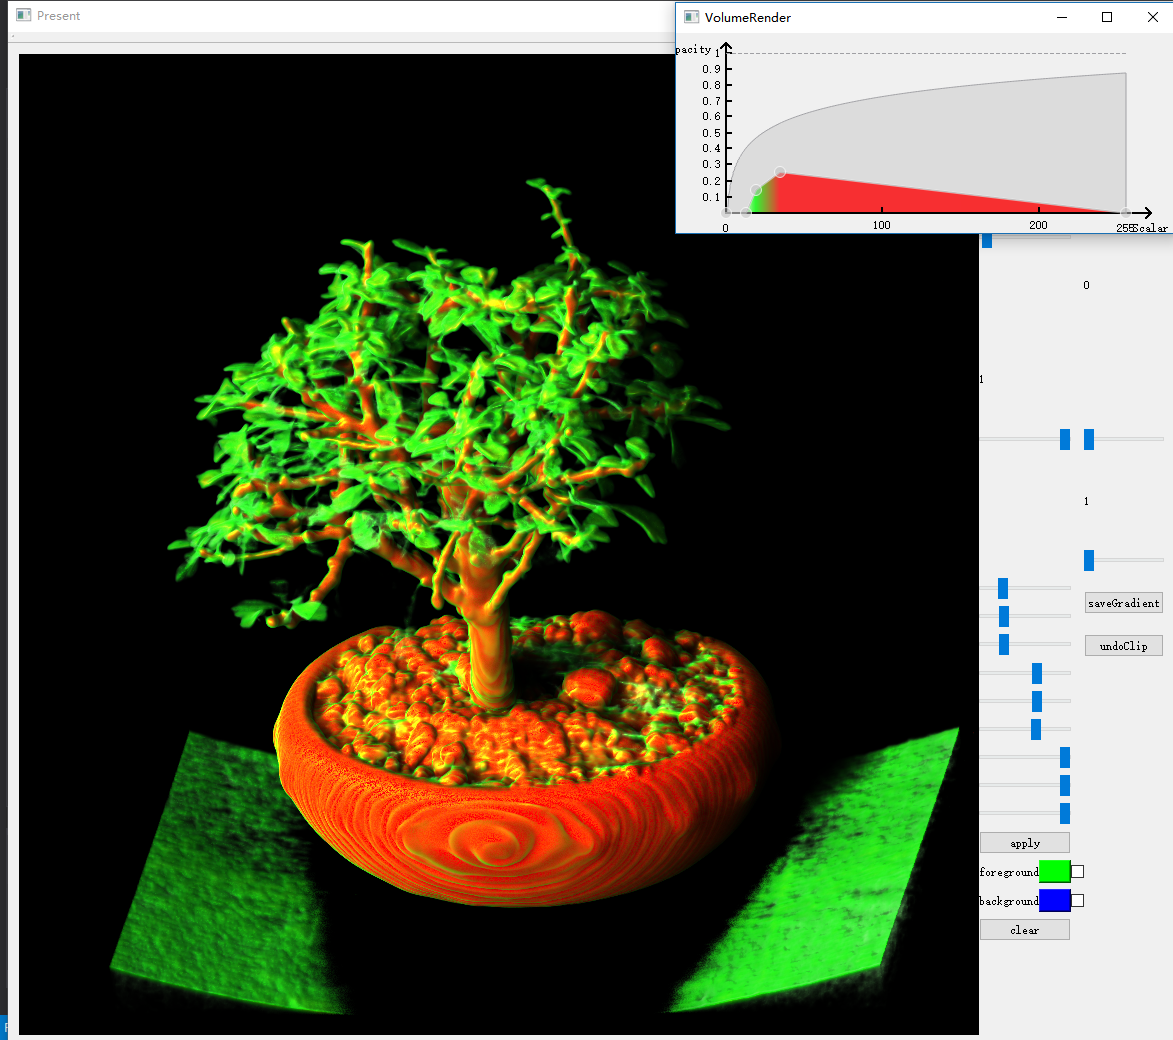 Present
VolumeRender
pacity 1
0.9
0.8
0.7
0.6
0.5
0.4
0.3
0.2
0.1
0 100 200 255 Scalar
0
1
1
saveGradient
undoClip
apply
foreground
background
clear